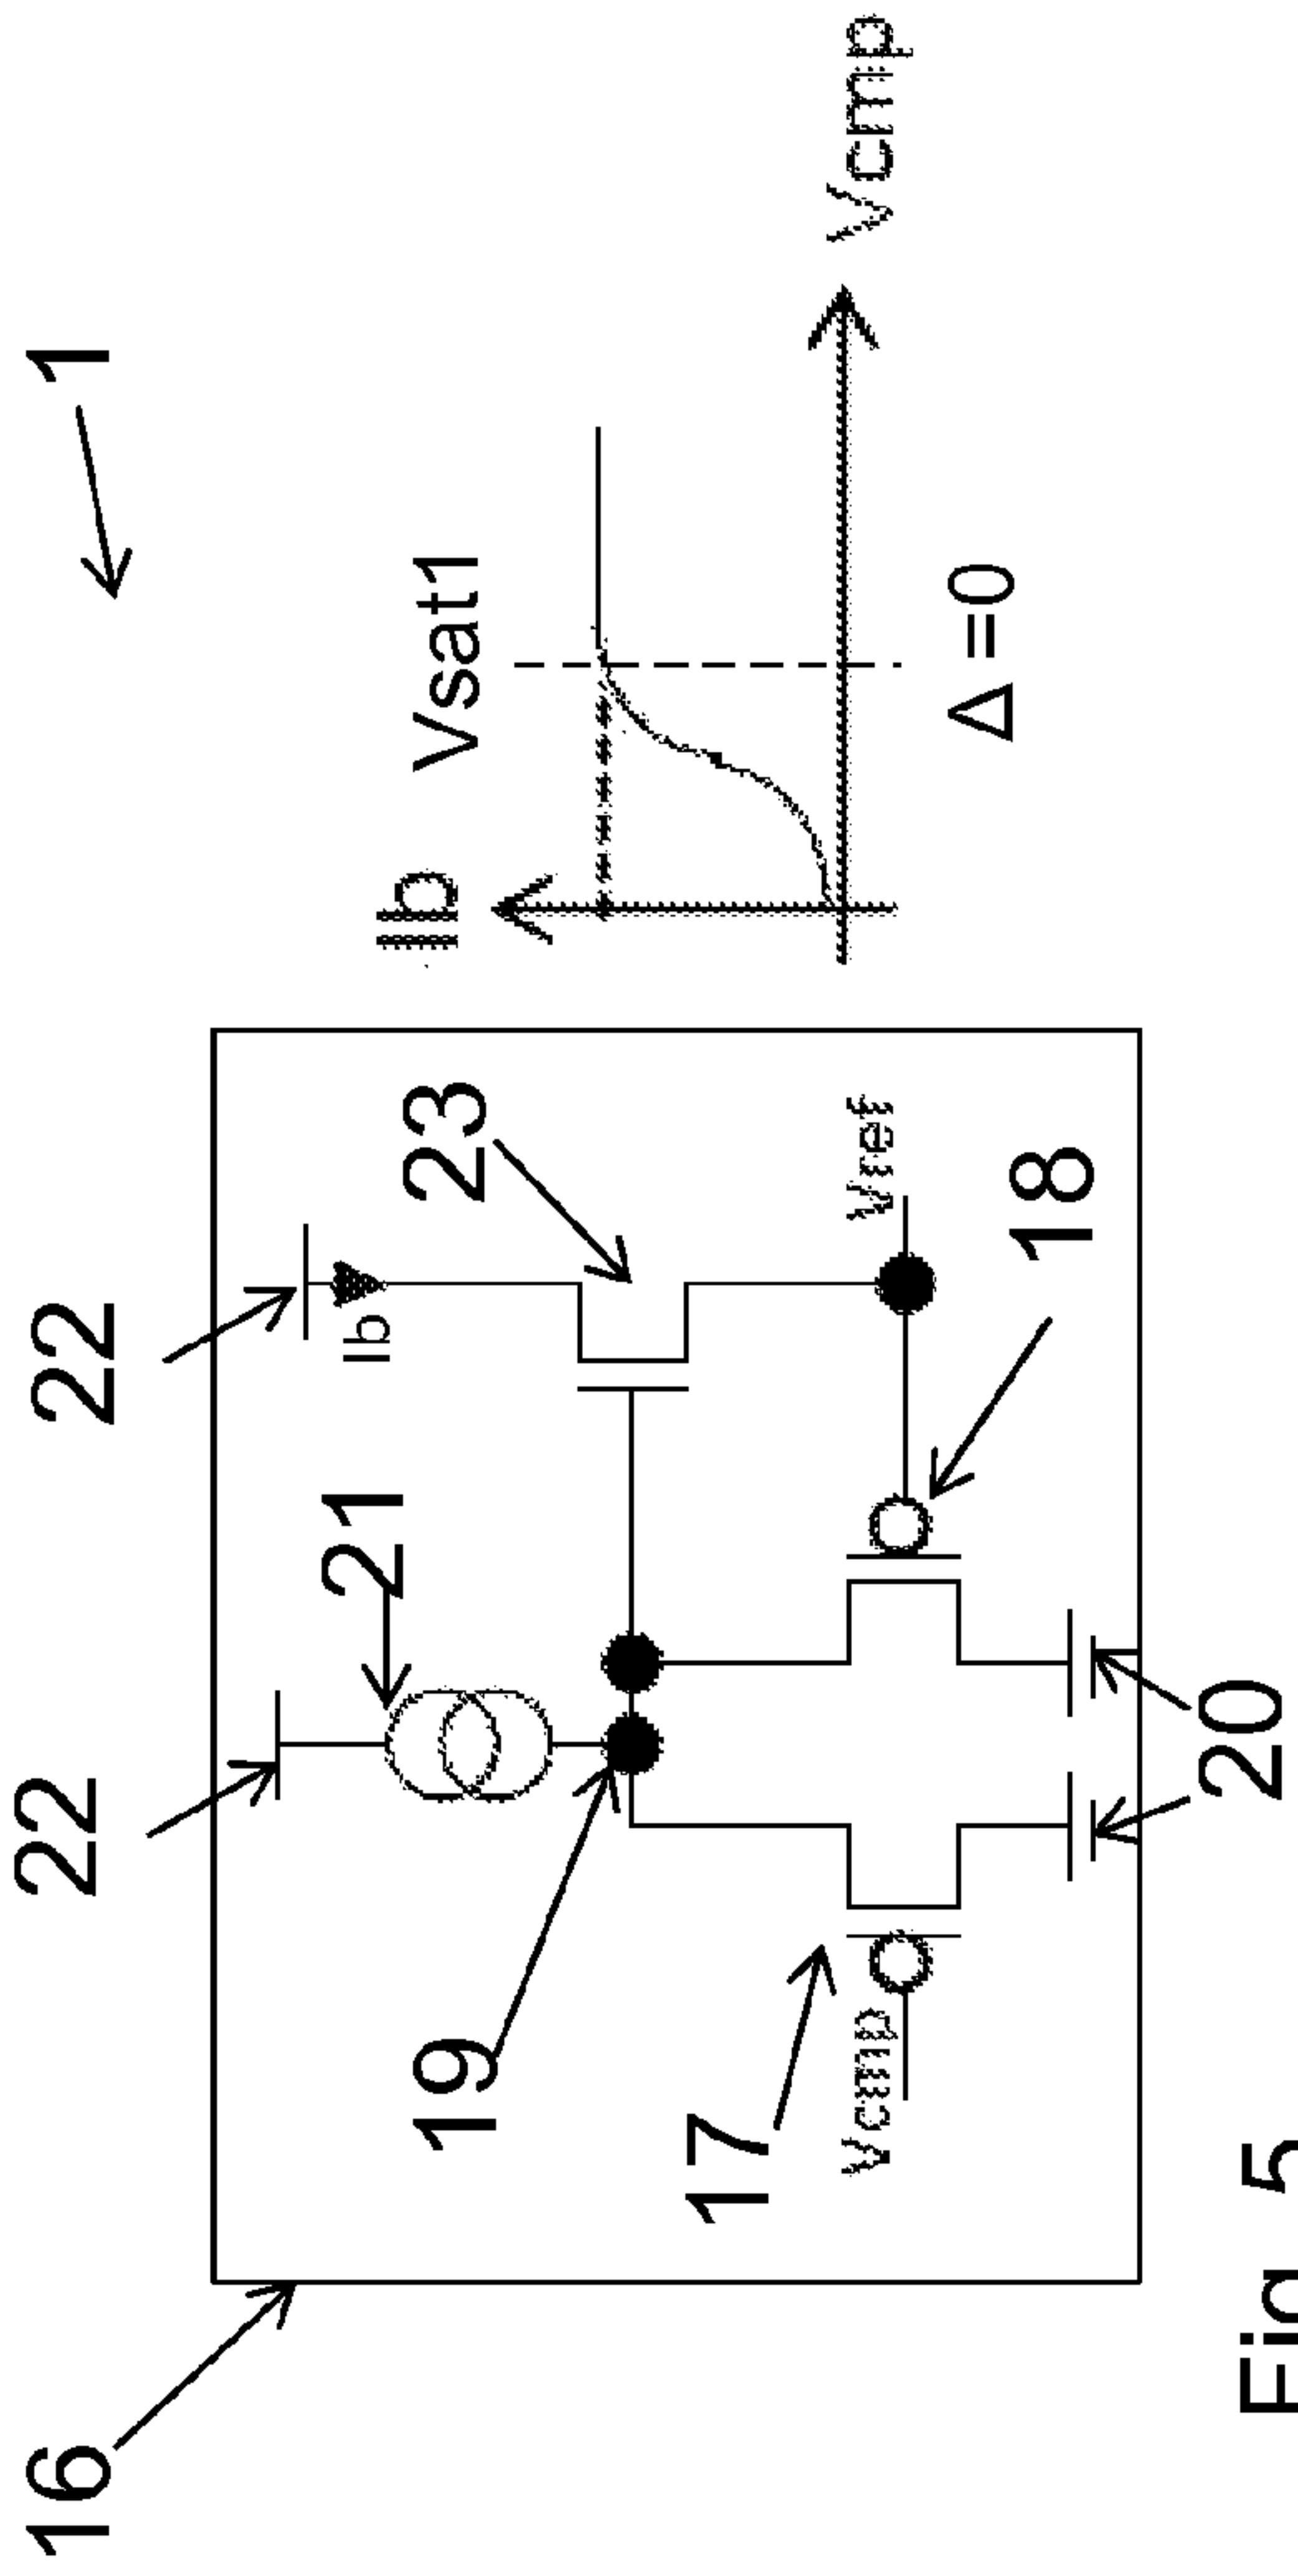 1
16
22
22
21
Ib
23
19
17
Vcmp
Vref
18
20
Ib
Vsat1
Vcmp
Δ =0
Fig. 5